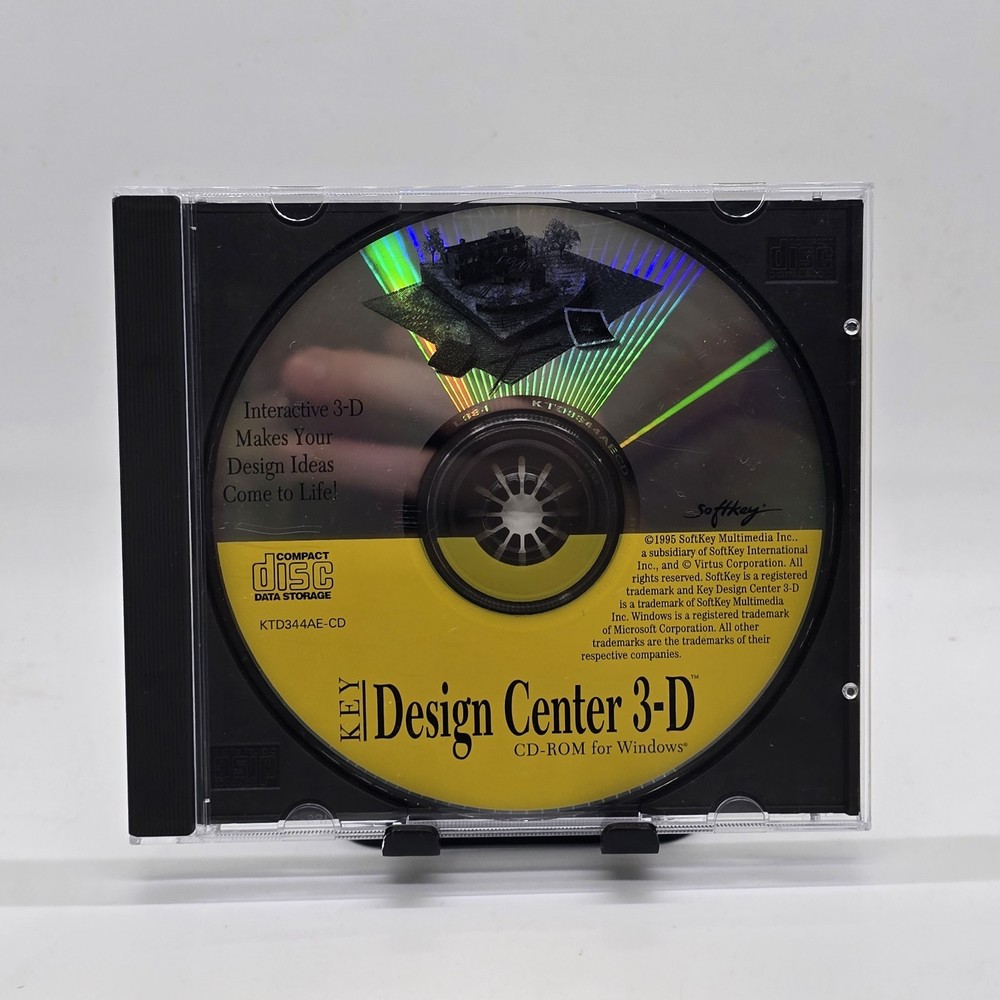 Interactive 3-D
Makes Your
Design Ideas
Come to Life!
Softkey
COMPACT
disc
DATA STORAGE
KTD344AE-CD
©1995 SoftKey Multimedia Inc.,
a subsidiary of SoftKey International
Inc., and © Virtus Corporation. All
rights reserved. SoftKey is a registered
trademark and Key Design Center 3-D
is a trademark of SoftKey Multimedia
Inc. Windows is a registered trademark
of Microsoft Corporation. All other
trademarks are the trademarks of their
respective companies.
KEY
Design Center 3-D™
CD-ROM for Windows®
disc